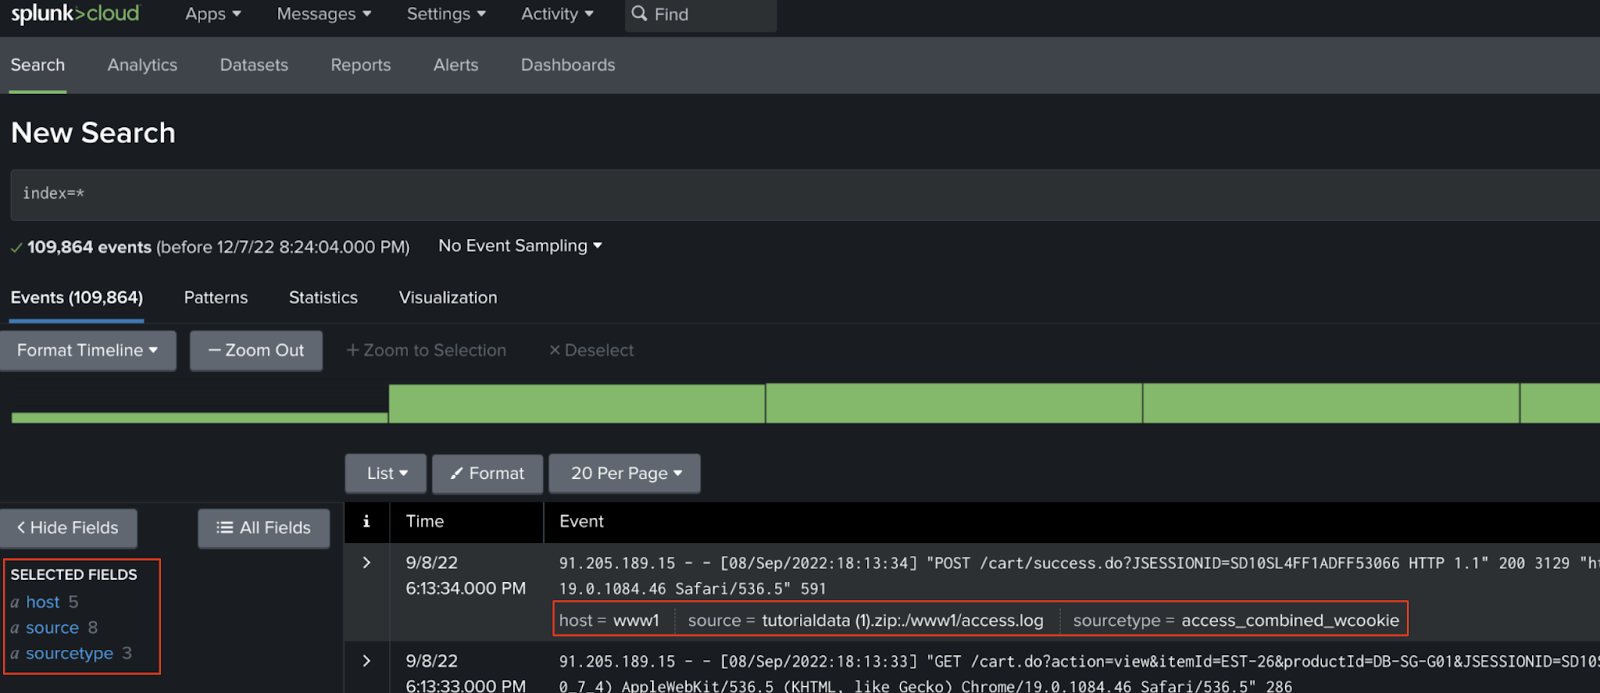 splunk>cloud Apps Messages Settings Activity Find
Search Analytics Datasets Reports Alerts Dashboards
New Search
index=*
109,864 events (before 12/7/22 8:24:04.000 PM) No Event Sampling
Events (109,864) Patterns Statistics Visualization
Format Timeline — Zoom Out + Zoom to Selection × Deselect
List Format 20 Per Page
< Hide Fields All Fields i Time Event
SELECTED FIELDS
a host 5
a source 8
a sourcetype 3
> 9/8/22 91.205.189.15 - - [08/Sep/2022:18:13:34] "POST /cart/success.do?JSESSIONID=SD10SL4FF1ADFF53066 HTTP 1.1" 200 3129 "ht
6:13:34.000 PM 19.0.1084.46 Safari/536.5" 591
host = www1 source = tutorialdata (1).zip:./www1/access.log sourcetype = access_combined_wcookie
> 9/8/22 91.205.189.15 - - [08/Sep/2022:18:13:33] "GET /cart.do?action=view&itemId=EST-26&productId=DB-SG-G01&JSESSIONID=SD10S
6:13:33.000 PM 0_7_4) AppleWebKit/536.5 (KHTML, like Gecko) Chrome/19.0.1084.46 Safari/536.5" 286